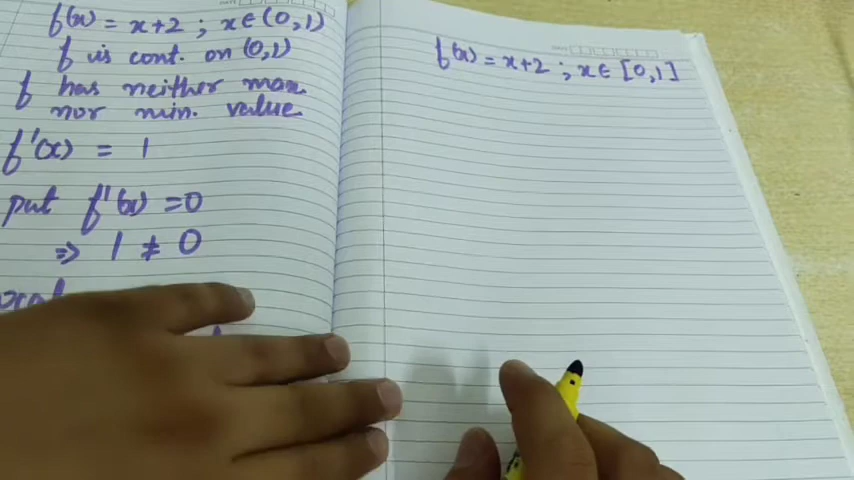 f(x) = x+2 ; x ∈ (0,1)
f is cont. on (0,1)
f has neither max.
nor min. value
f'(x) = 1
put f'(x) = 0
⇒ 1 ≠ 0
f(x) = x+2 ; x ∈ [0,1]